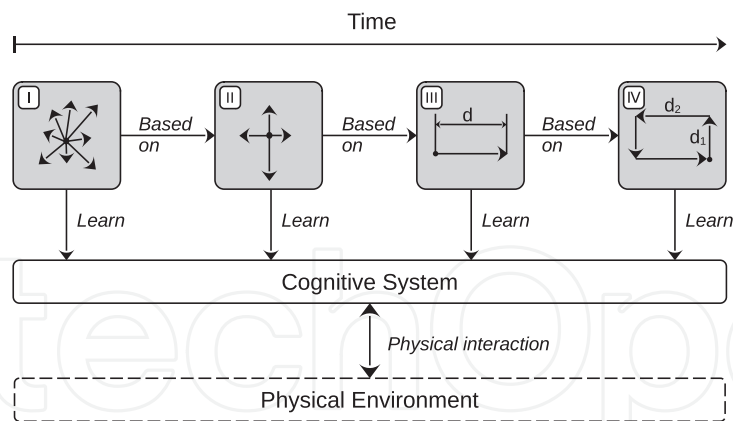 Time
I
II
III
IV
d
d2
d1
Based
on
Based
on
Based
on
Learn
Learn
Learn
Learn
Cognitive System
Physical interaction
Physical Environment
techOpe